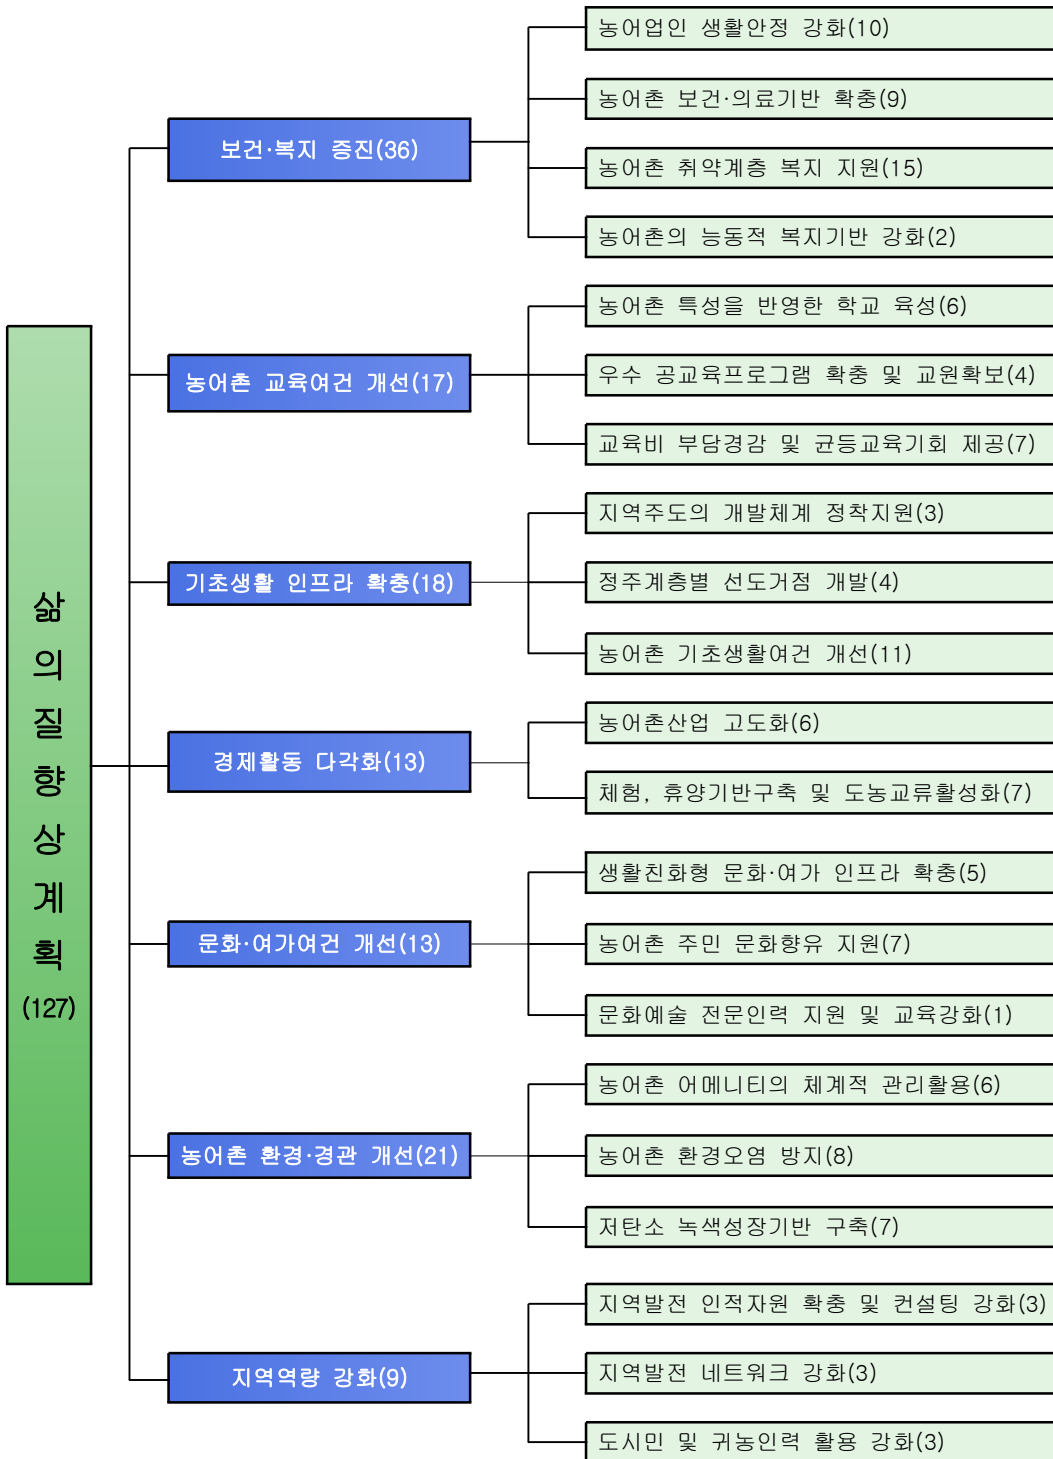 삶
의
질
향
상
계
획
(127)
보건·복지 증진(36)
농어업인 생활안정 강화(10)
농어촌 보건·의료기반 확충(9)
농어촌 취약계층 복지 지원(15)
농어촌의 능동적 복지기반 강화(2)
농어촌 교육여건 개선(17)
농어촌 특성을 반영한 학교 육성(6)
우수 공교육프로그램 확충 및 교원확보(4)
교육비 부담경감 및 균등교육기회 제공(7)
기초생활 인프라 확충(18)
지역주도의 개발체계 정착지원(3)
정주계층별 선도거점 개발(4)
농어촌 기초생활여건 개선(11)
경제활동 다각화(13)
농어촌산업 고도화(6)
체험, 휴양기반구축 및 도농교류활성화(7)
문화·여가여건 개선(13)
생활친화형 문화·여가 인프라 확충(5)
농어촌 주민 문화향유 지원(7)
문화예술 전문인력 지원 및 교육강화(1)
농어촌 환경·경관 개선(21)
농어촌 어메니티의 체계적 관리활용(6)
농어촌 환경오염 방지(8)
저탄소 녹색성장기반 구축(7)
지역역량 강화(9)
지역발전 인적자원 확충 및 컨설팅 강화(3)
지역발전 네트워크 강화(3)
도시민 및 귀농인력 활용 강화(3)